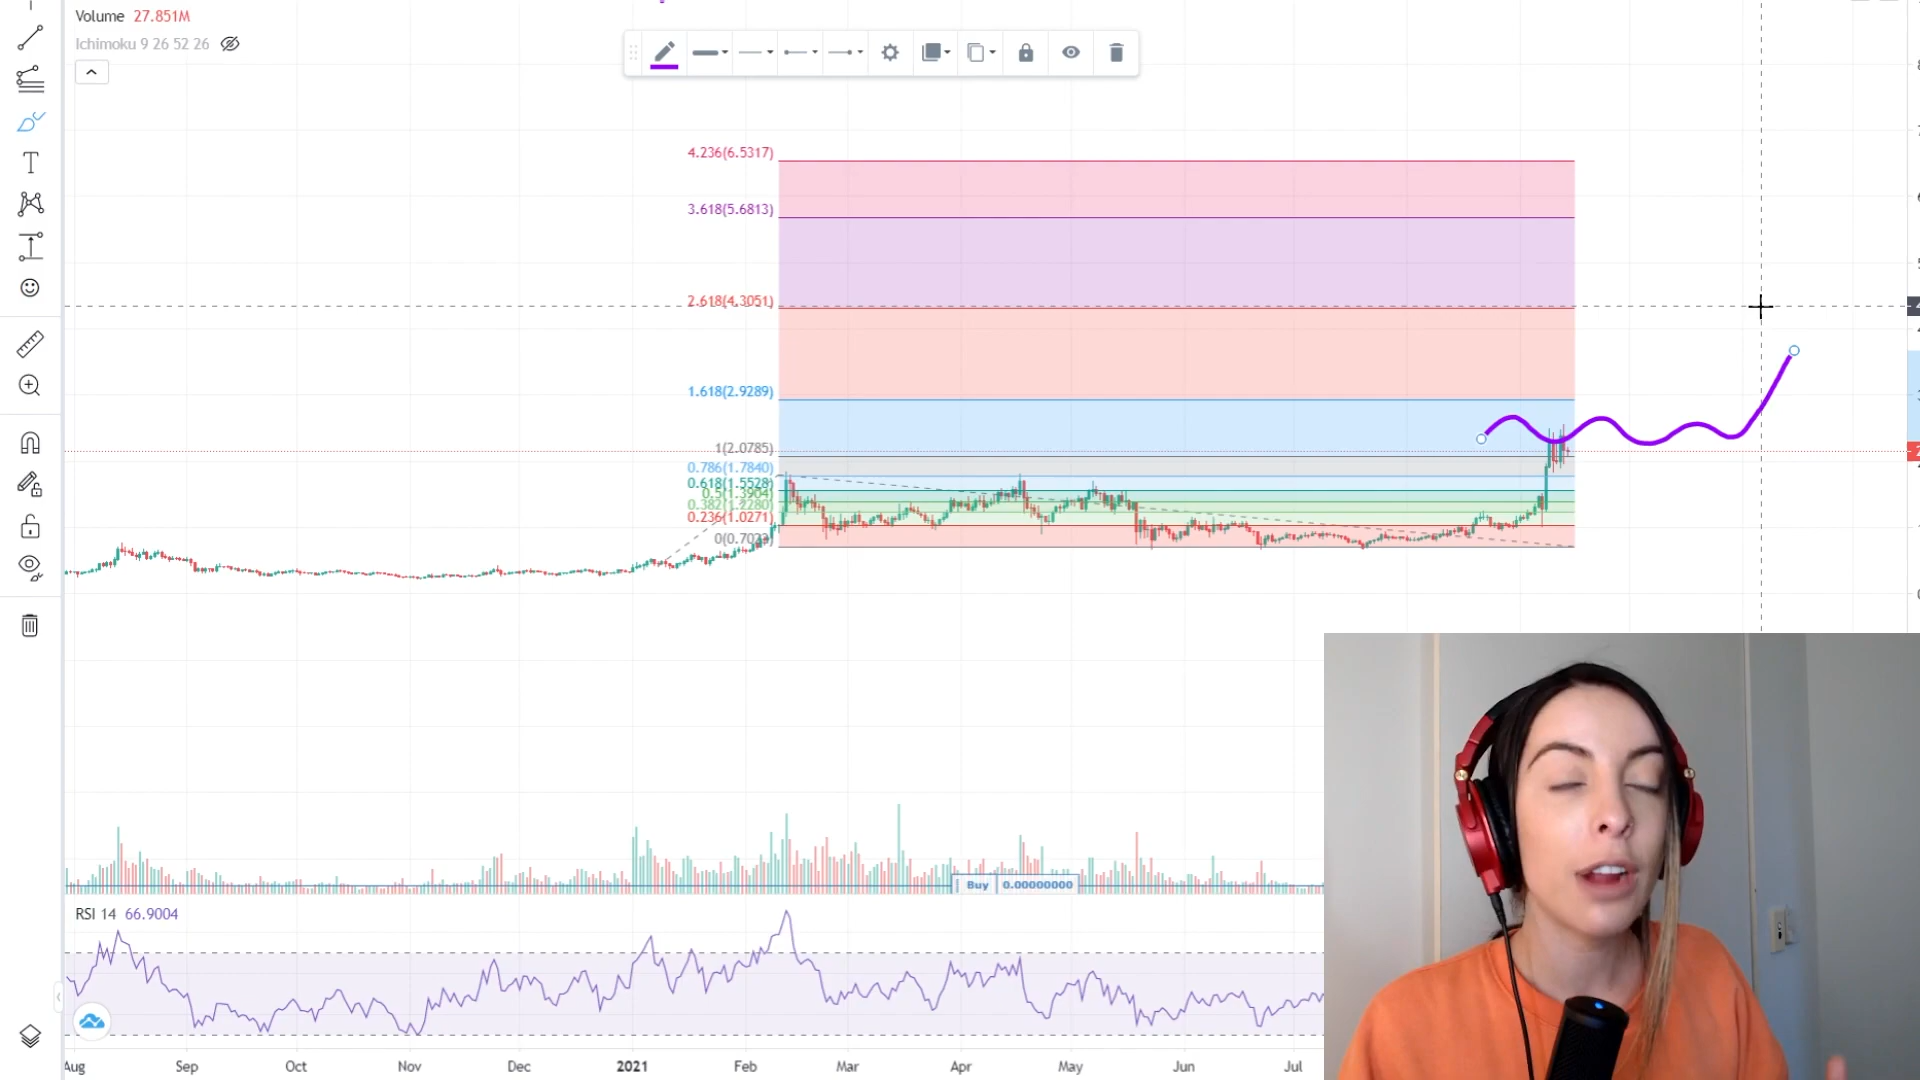 Volume 27.851M
Ichimoku 9 26 52 26
4.236(6.5317)
3.618(5.6813)
2.618(4.3051)
1.618(2.9289)
1(2.0785)
0.786(1.7840)
0.618(1.5528)
0.5(1.3904)
0.382(1.2280)
0.236(1.0271)
Buy 0.00000000
RSI 14 66.9004
Aug Sep Oct Nov Dec 2021 Feb Mar Apr May Jun Jul